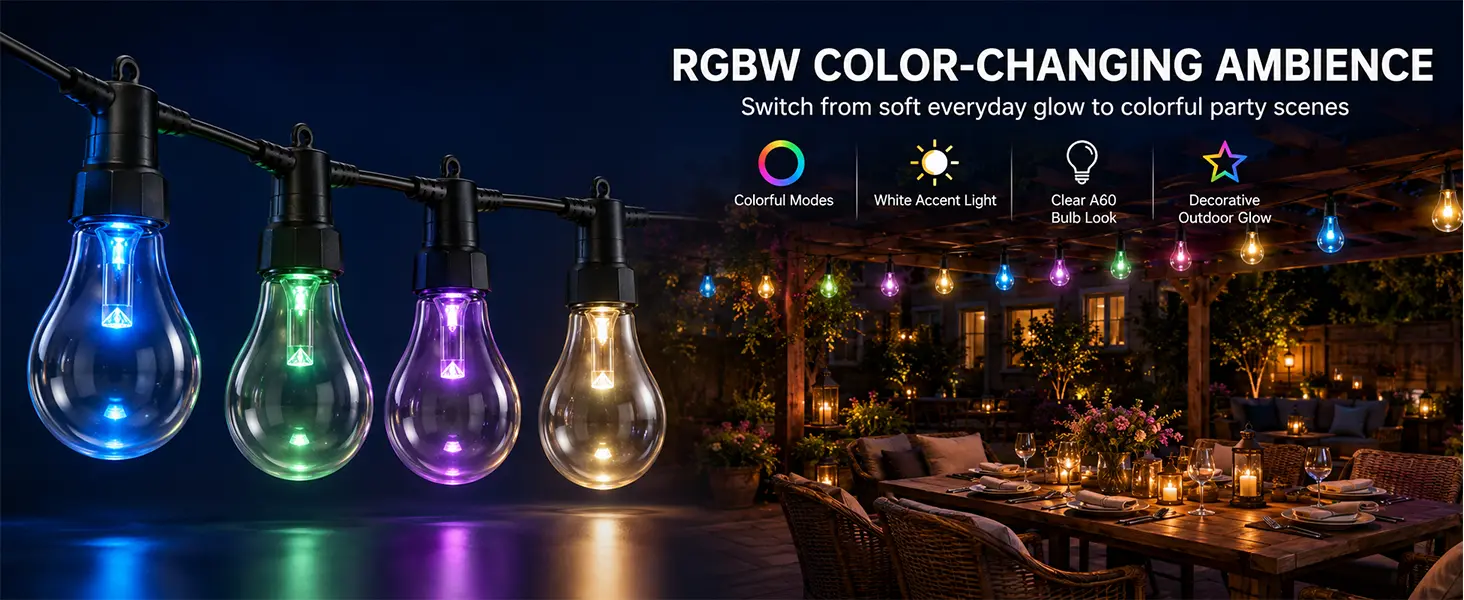 RGBW COLOR-CHANGING AMBIENCE
Switch from soft everyday glow to colorful party scenes
Colorful Modes
White Accent Light
Clear A60
Bulb Look
Decorative
Outdoor Glow